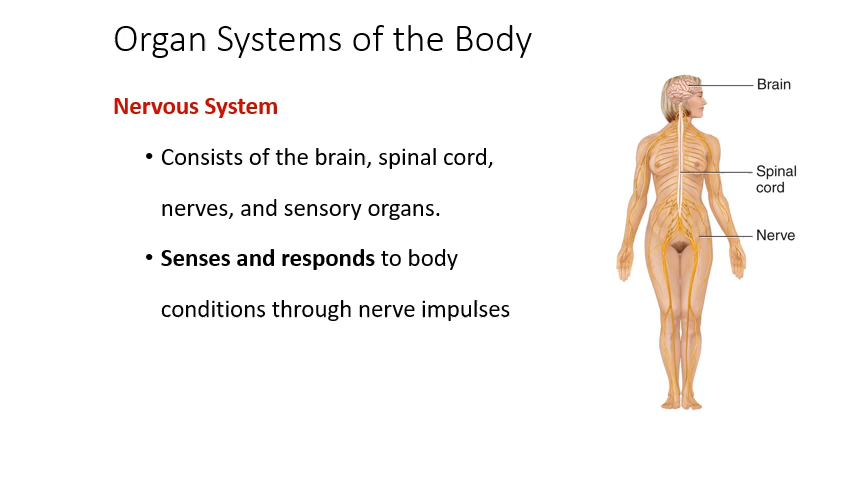 Organ Systems of the Body
Nervous System
• Consists of the brain, spinal cord,
nerves, and sensory organs.
• Senses and responds to body
conditions through nerve impulses
Brain
Spinal
cord
Nerve